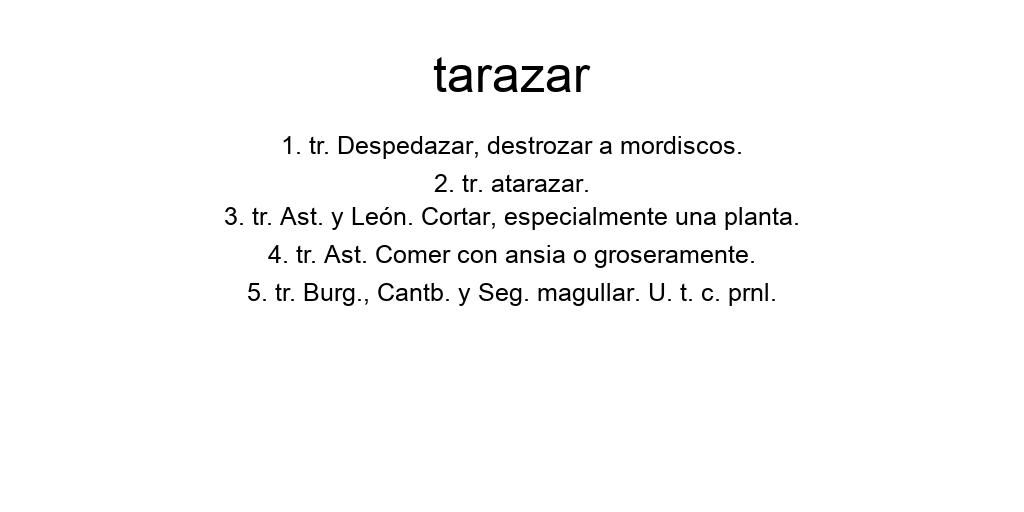 tarazar
1. tr. Despedazar, destrozar a mordiscos.
2. tr. atarazar.
3. tr. Ast. y León. Cortar, especialmente una planta.
4. tr. Ast. Comer con ansia o groseramente.
5. tr. Burg., Cantb. y Seg. magullar. U. t. c. prnl.